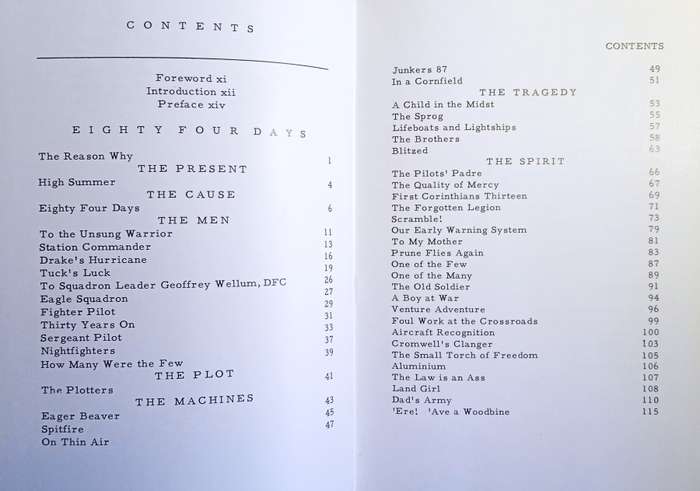 CONTENTS
Foreword xi
Introduction xii
Preface xiv
EIGHTY FOUR DAYS
The Reason Why 1
THE PRESENT
High Summer 4
THE CAUSE
Eighty Four Days 6
THE MEN
To the Unsung Warrior 11
Station Commander 13
Drake's Hurricane 16
Tuck's Luck 19
To Squadron Leader Geoffrey Wellum, DFC 26
Eagle Squadron 27
Fighter Pilot 29
Thirty Years On 31
Sergeant Pilot 33
Nightfighters 37
How Many Were the Few 39
THE PLOT
The Plotters 41
THE MACHINES
Eager Beaver 43
Spitfire 45
On Thin Air 47
CONTENTS
Junkers 87 49
In a Cornfield 51
THE TRAGEDY
A Child in the Midst 53
The Sprog 55
Lifeboats and Lightships 57
The Brothers 58
Blitzed 63
THE SPIRIT
The Pilots' Padre 66
The Quality of Mercy 67
First Corinthians Thirteen 69
The Forgotten Legion 71
Scramble! 73
Our Early Warning System 79
To My Mother 81
Prune Flies Again 83
One of the Few 87
One of the Many 89
The Old Soldier 91
A Boy at War 94
Venture Adventure 96
Foul Work at the Crossroads 99
Aircraft Recognition 100
Cromwell's Clanger 103
The Small Torch of Freedom 105
Aluminium 106
The Law is an Ass 107
Land Girl 108
Dad's Army 110
'Ere! 'Ave a Woodbine 115